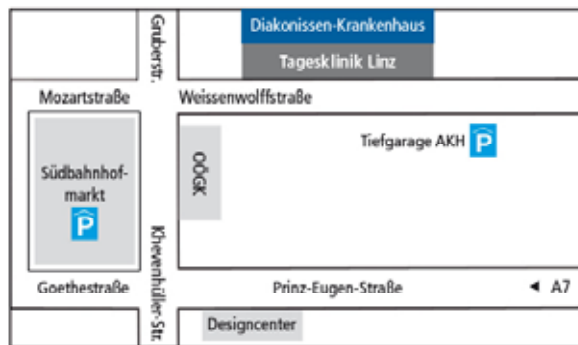 Diakonissen-Krankenhaus
Gruberstr.
Tagesklinik Linz
Mozartstraße
Weissenwolffstraße
Tiefgarage AKH P
OÖGK
Südbahnhof-
markt
P
Khevenhüller-Str.
Goethestraße
Prinz-Eugen-Straße
A7
Designcenter